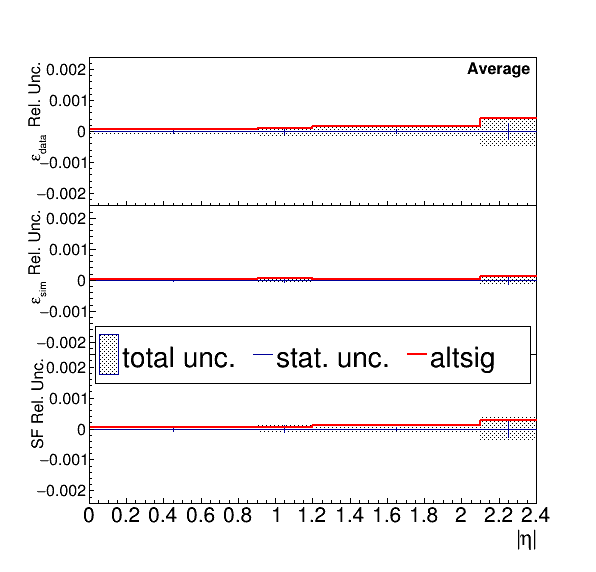 Average
ε_data Rel. Unc.
0.002
0.001
0
−0.001
−0.002
ε_sim Rel. Unc.
0.002
0.001
0
−0.001
−0.002
total unc. stat. unc. altsig
SF Rel. Unc.
0.002
0.001
0
−0.001
−0.002
0 0.2 0.4 0.6 0.8 1 1.2 1.4 1.6 1.8 2 2.2 2.4
|η|